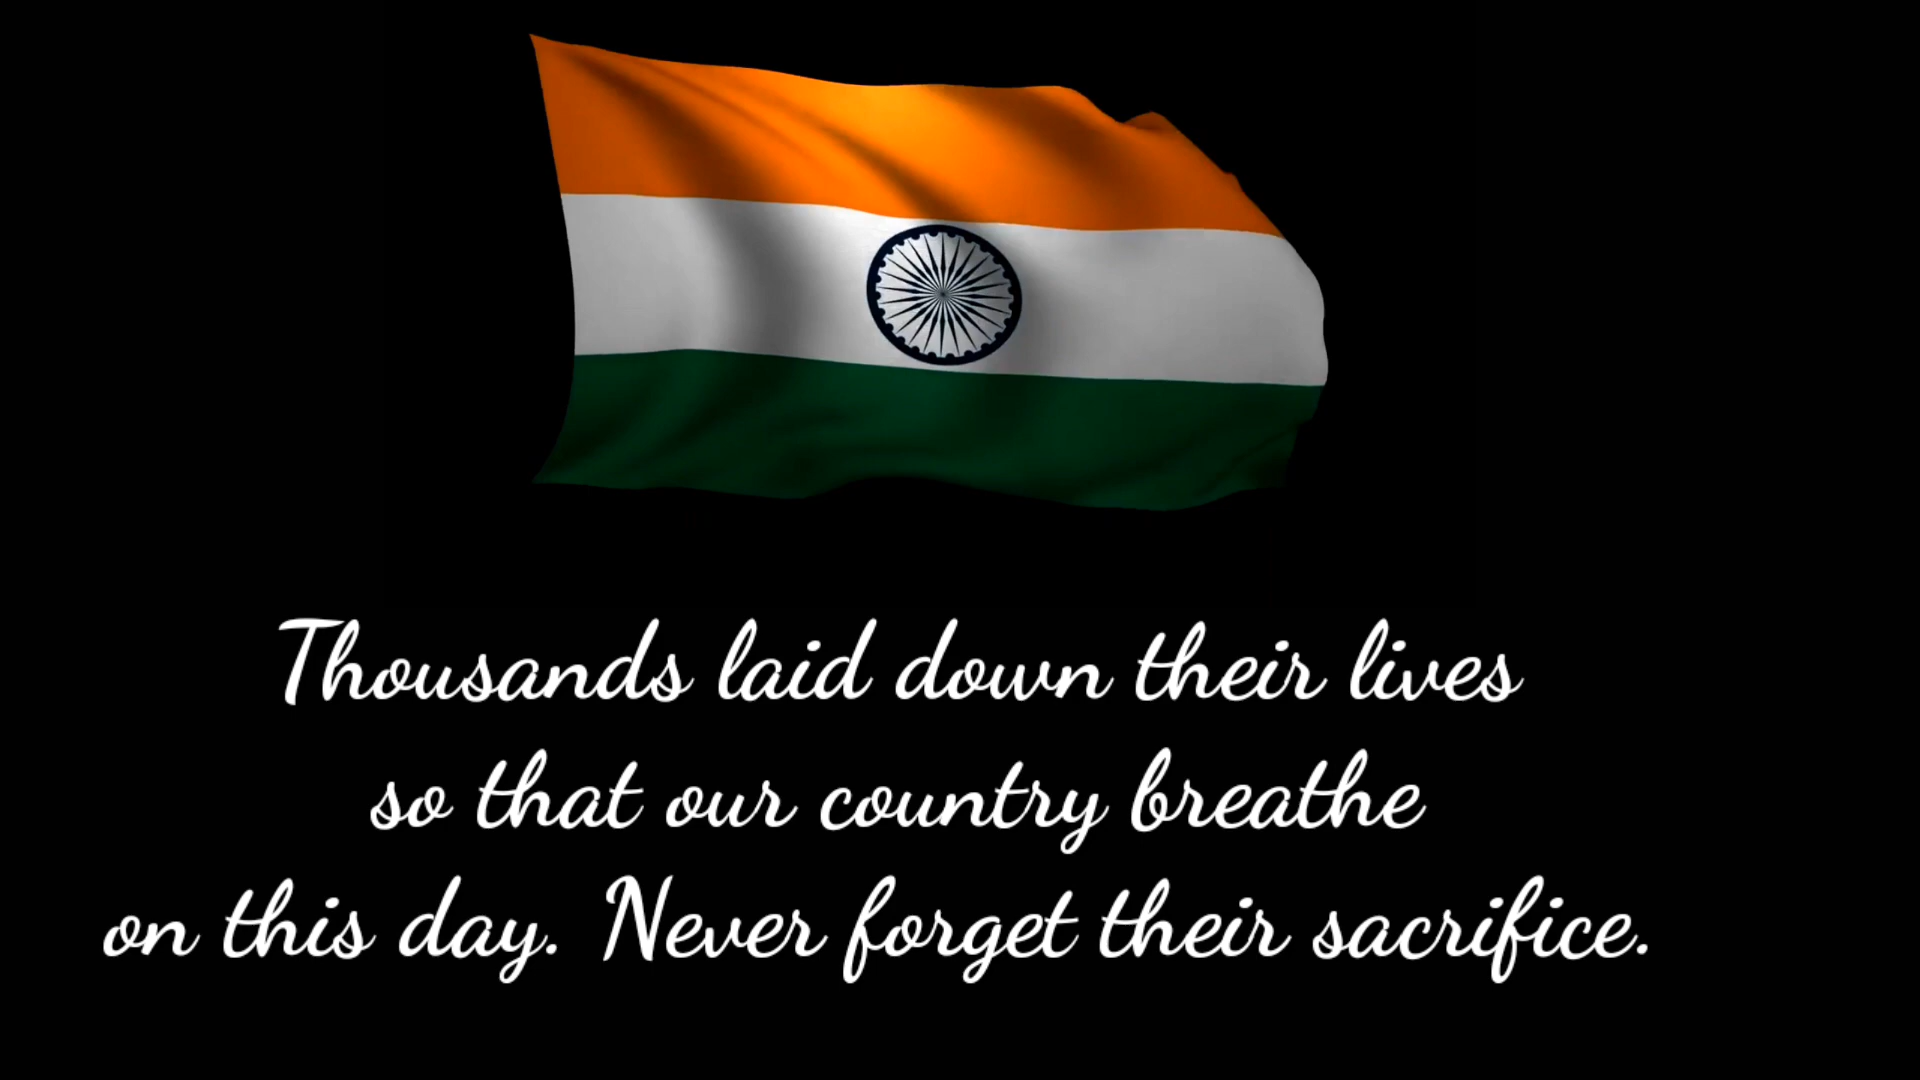 Thousands laid down their lives
so that our country breathe
on this day. Never forget their sacrifice.